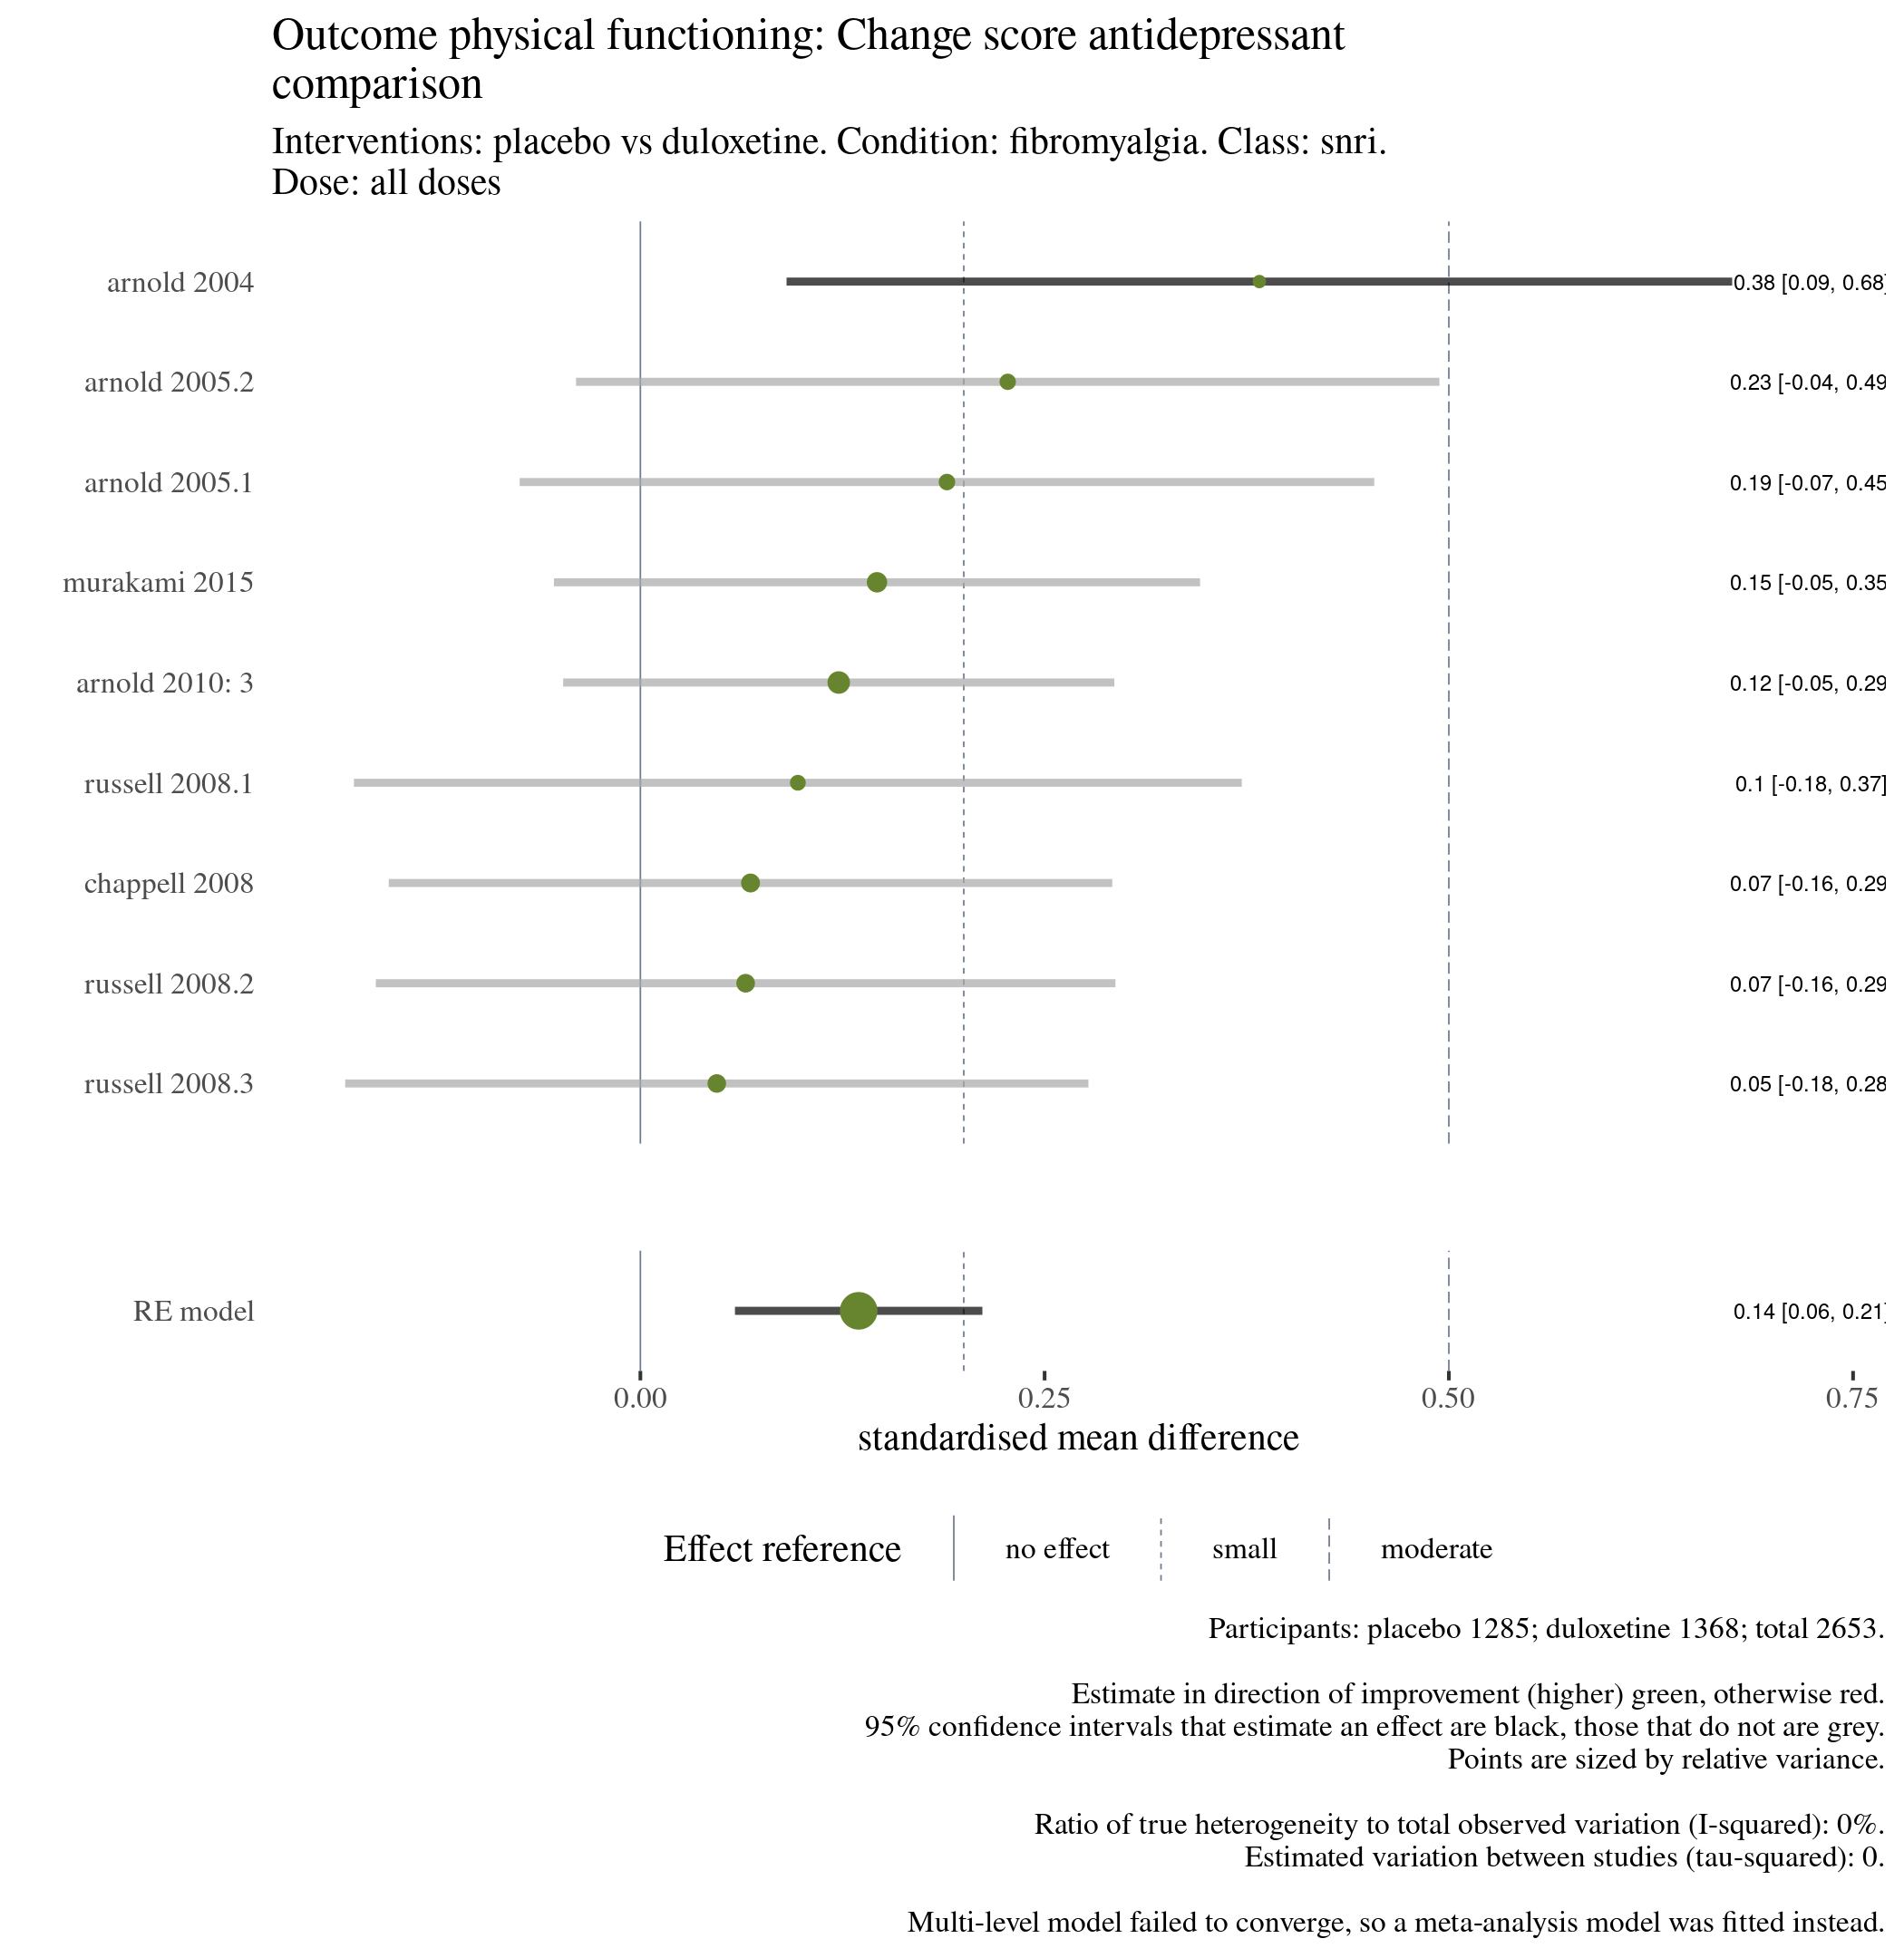 Outcome physical functioning: Change score antidepressant
comparison
Interventions: placebo vs duloxetine. Condition: fibromyalgia. Class: snri.
Dose: all doses
arnold 2004 0.38 [0.09, 0.68]
arnold 2005.2 0.23 [-0.04, 0.49
arnold 2005.1 0.19 [-0.07, 0.45
murakami 2015 0.15 [-0.05, 0.35
arnold 2010: 3 0.12 [-0.05, 0.29
russell 2008.1 0.1 [-0.18, 0.37]
chappell 2008 0.07 [-0.16, 0.29
russell 2008.2 0.07 [-0.16, 0.29
russell 2008.3 0.05 [-0.18, 0.28
RE model 0.14 [0.06, 0.21]
0.00 0.25 0.50 0.75
standardised mean difference
Effect reference no effect small moderate
Participants: placebo 1285; duloxetine 1368; total 2653.
Estimate in direction of improvement (higher) green, otherwise red.
95% confidence intervals that estimate an effect are black, those that do not are grey.
Points are sized by relative variance.
Ratio of true heterogeneity to total observed variation (I-squared): 0%.
Estimated variation between studies (tau-squared): 0.
Multi-level model failed to converge, so a meta-analysis model was fitted instead.